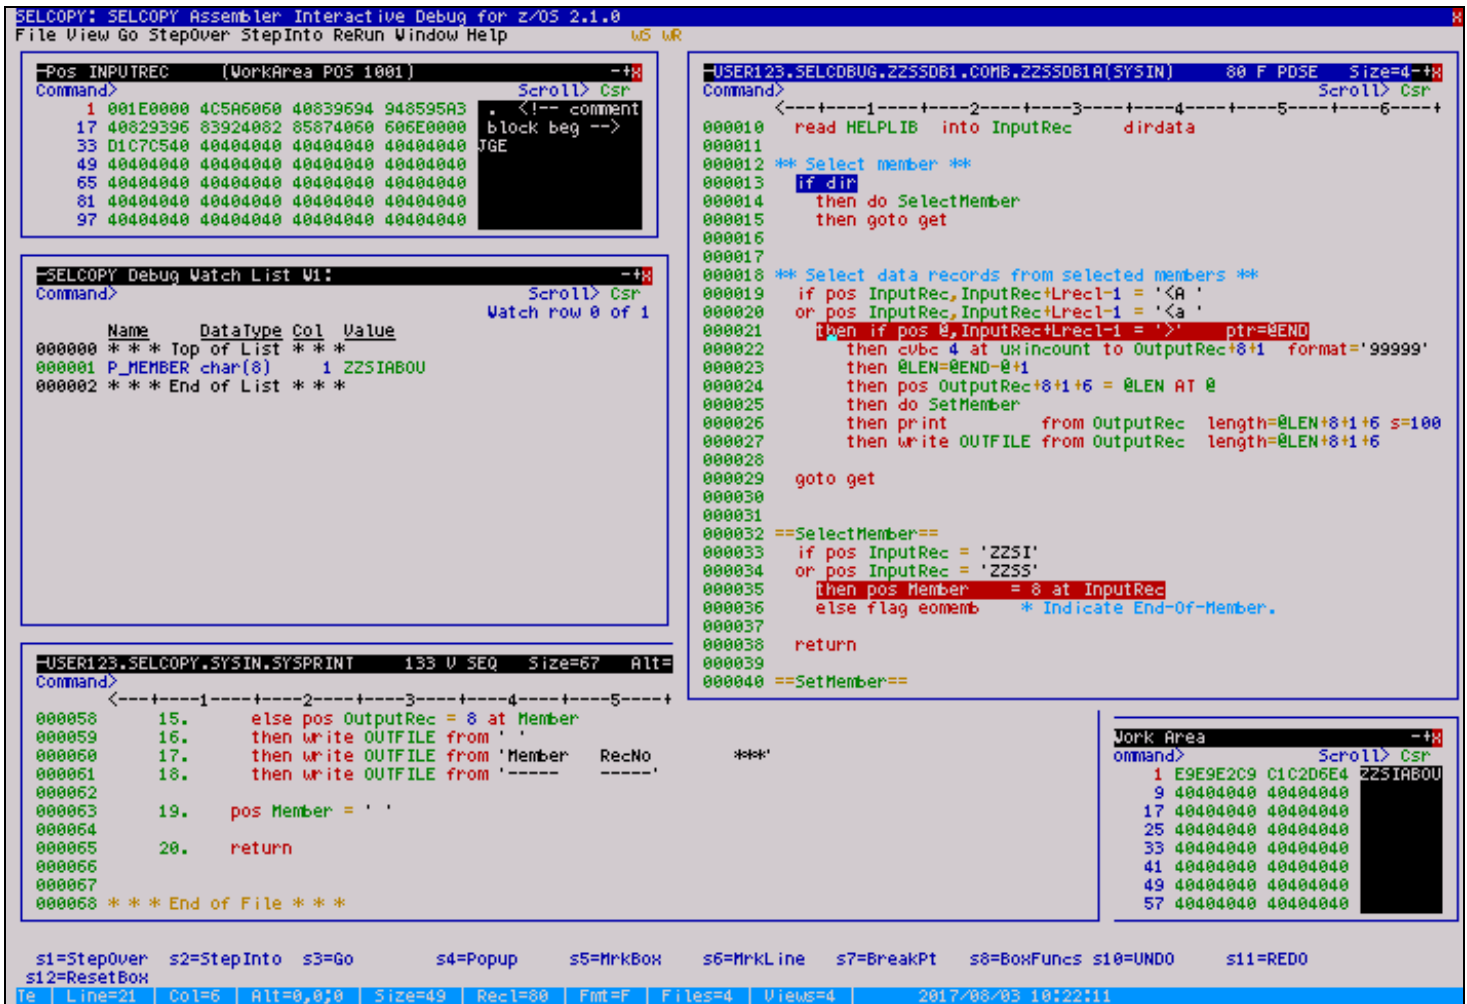 SELCOPY: SELCOPY Assembler Interactive Debug for z/OS 2.1.0 x
File View Go StepOver StepInto ReRun Window Help wS wR
Pos INPUTREC (WorkArea POS 1001) -+x
Command> Scroll> Csr
1 001E0000 4C5A6060 40839694 948595A3 . <!-- comment
17 40829396 83924082 85874060 606E0000 block beg -->
33 D1C7C540 40404040 40404040 40404040 JGE
49 40404040 40404040 40404040 40404040
65 40404040 40404040 40404040 40404040
81 40404040 40404040 40404040 40404040
97 40404040 40404040 40404040 40404040
SELCOPY Debug Watch List W1: -+x
Command> Scroll> Csr
Watch row 0 of 1
Name DataType Col Value
000000 * * * Top of List * * *
000001 P_MEMBER char(8) 1 ZZSIABOU
000002 * * * End of List * * *
USER123.SELCDBUG.ZZSSDB1.COMB.ZZSSDB1A(SYSIN) 80 F PDSE Size=4-+x
Command> Scroll> Csr
<---+----1----+----2----+----3----+----4----+----5----+----6----+
000010 read HELPLIB into InputRec dirdata
000011
000012 ** Select member **
000013 if dir
000014 then do SelectMember
000015 then goto get
000016
000017
000018 ** Select data records from selected members **
000019 if pos InputRec,InputRec+Lrecl-1 = '<A '
000020 or pos InputRec,InputRec+Lrecl-1 = '<a '
000021 then if pos @,InputRec+Lrecl-1 = '>' ptr=@END
000022 then cvbc 4 at uxincount to OutputRec+8+1 format='99999'
000023 then @LEN=@END-@+1
000024 then pos OutputRec+8+1+6 = @LEN AT @
000025 then do SetMember
000026 then print from OutputRec length=@LEN+8+1+6 s=100
000027 then write OUTFILE from OutputRec length=@LEN+8+1+6
000028
000029 goto get
000030
000031
000032 ==SelectMember==
000033 if pos InputRec = 'ZZSI'
000034 or pos InputRec = 'ZZSS'
000035 then pos Member = 8 at InputRec
000036 else flag eomemb * Indicate End-Of-Member.
000037
000038 return
000039
000040 ==SetMember==
USER123.SELCOPY.SYSIN.SYSPRINT 133 V SEQ Size=67 Alt=
Command>
<---+----1----+----2----+----3----+----4----+----5----+
000058 15. else pos OutputRec = 8 at Member
000059 16. then write OUTFILE from ' '
000060 17. then write OUTFILE from 'Member RecNo ***'
000061 18. then write OUTFILE from '----- -----'
000062
000063 19. pos Member = ' '
000064
000065 20. return
000066
000067
000068 * * * End of File * * *
Work Area -+x
ommand> Scroll> Csr
1 E9E9E2C9 C1C2D6E4 ZZSIABOU
9 40404040 40404040
17 40404040 40404040
25 40404040 40404040
33 40404040 40404040
41 40404040 40404040
49 40404040 40404040
57 40404040 40404040
s1=StepOver s2=StepInto s3=Go s4=Popup s5=MrkBox s6=MrkLine s7=BreakPt s8=BoxFuncs s10=UNDO s11=REDO
s12=ResetBox
Te | Line=21 | Col=6 | Alt=0,0;0 | Size=49 | Recl=80 | Fmt=F | Files=4 | Views=4 | 2017/08/03 10:22:11